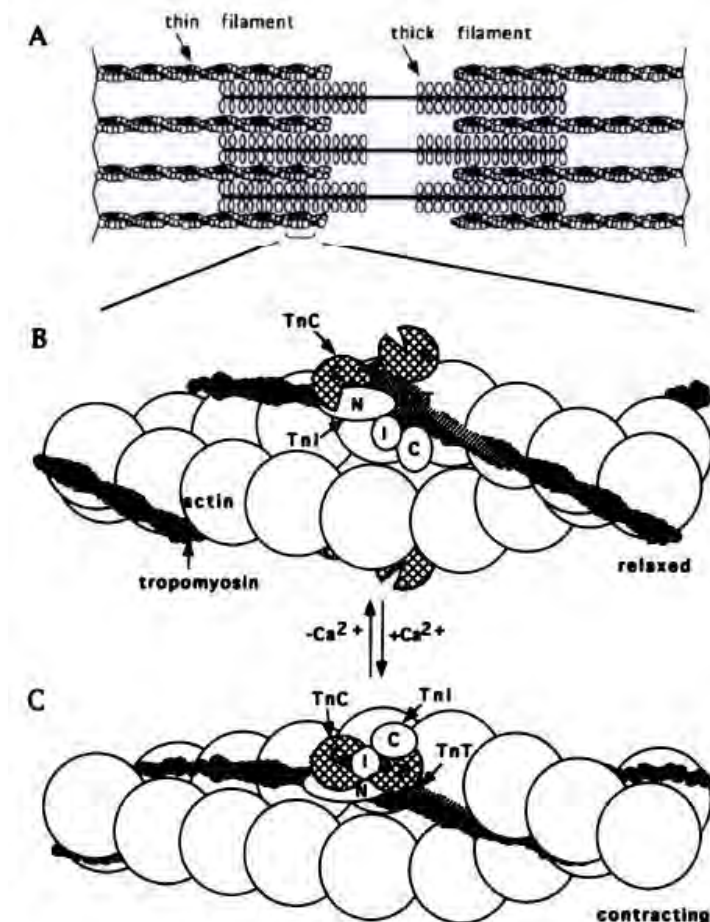 A
thin filament
thick filament
B
TnC
T
N
TnI
I
C
actin
tropomyosin
relaxed
-Ca2+
+Ca2+
C
TnC
TnI
C
I
TnT
N
contracting